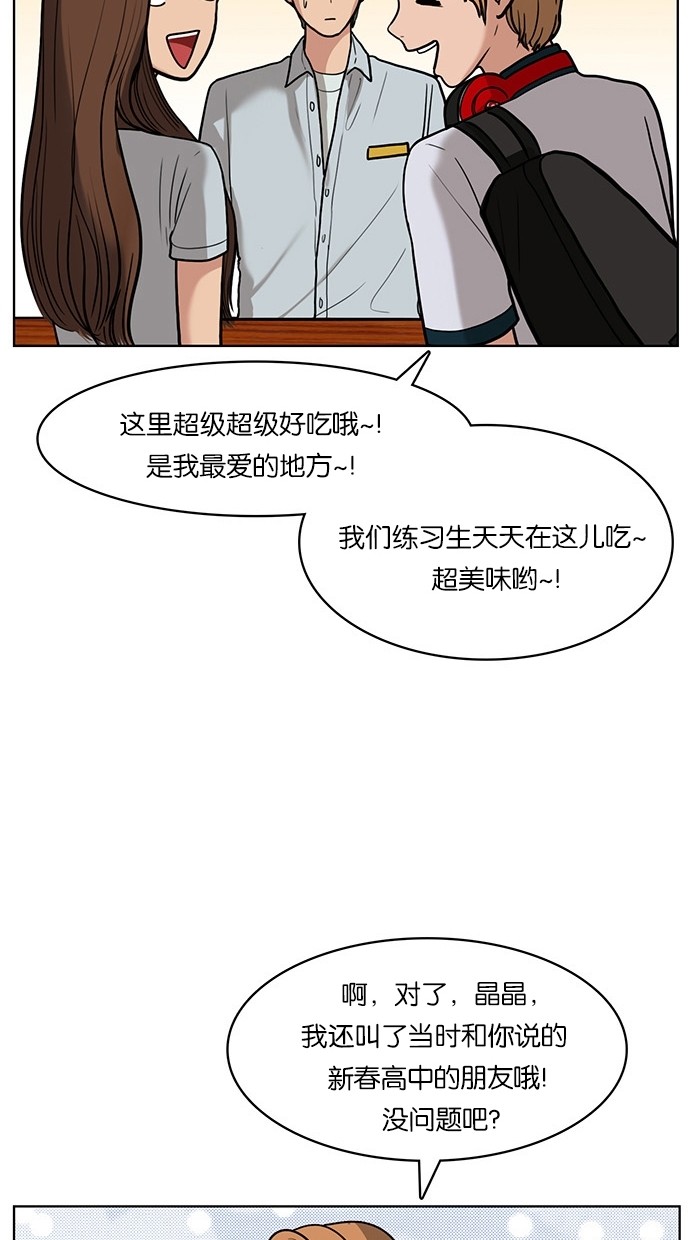 这里超级超级好吃哦~!
是我最爱的地方~!
我们练习生天天在这儿吃~
超美味哟~!
啊，对了，晶晶，
我还叫了当时和你说的
新春高中的朋友哦!
没问题吧?